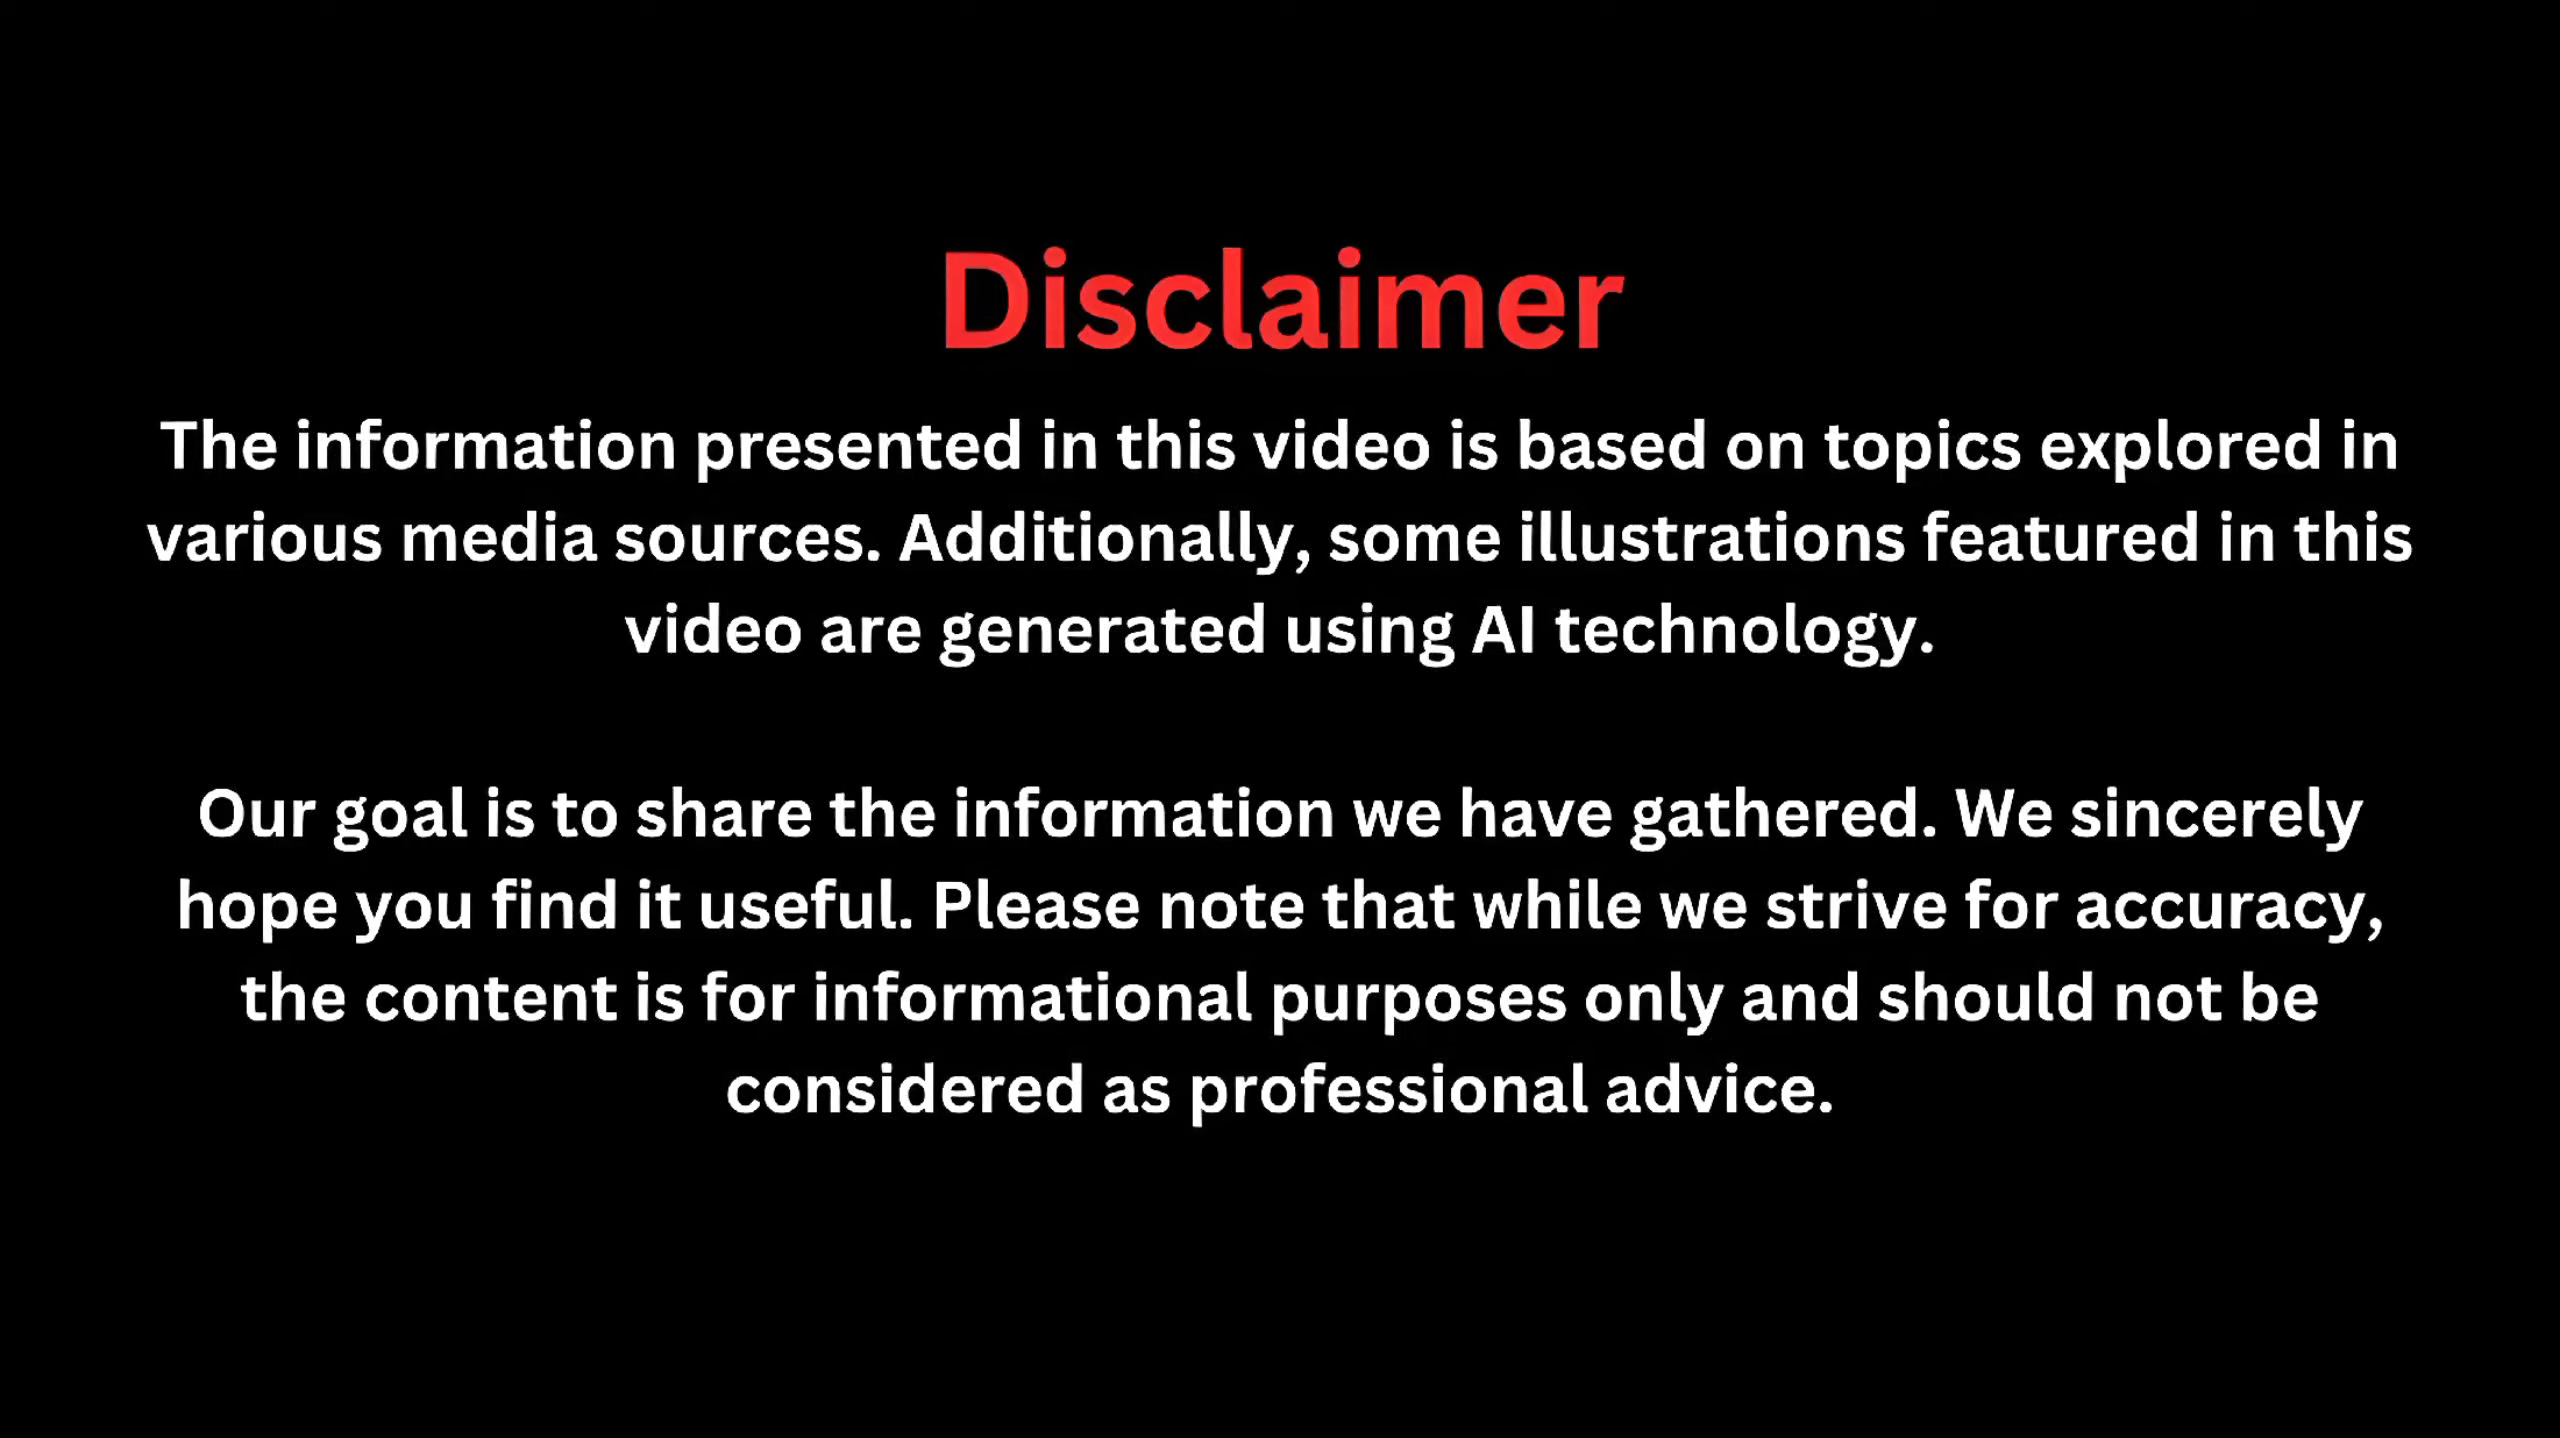 Disclaimer
The information presented in this video is based on topics explored in
various media sources. Additionally, some illustrations featured in this
video are generated using AI technology.
Our goal is to share the information we have gathered. We sincerely
hope you find it useful. Please note that while we strive for accuracy,
the content is for informational purposes only and should not be
considered as professional advice.